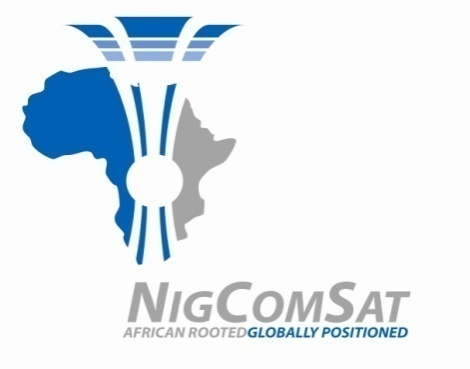 NIGCOMSAT
AFRICAN ROOTEDGLOBALLY POSITIONED